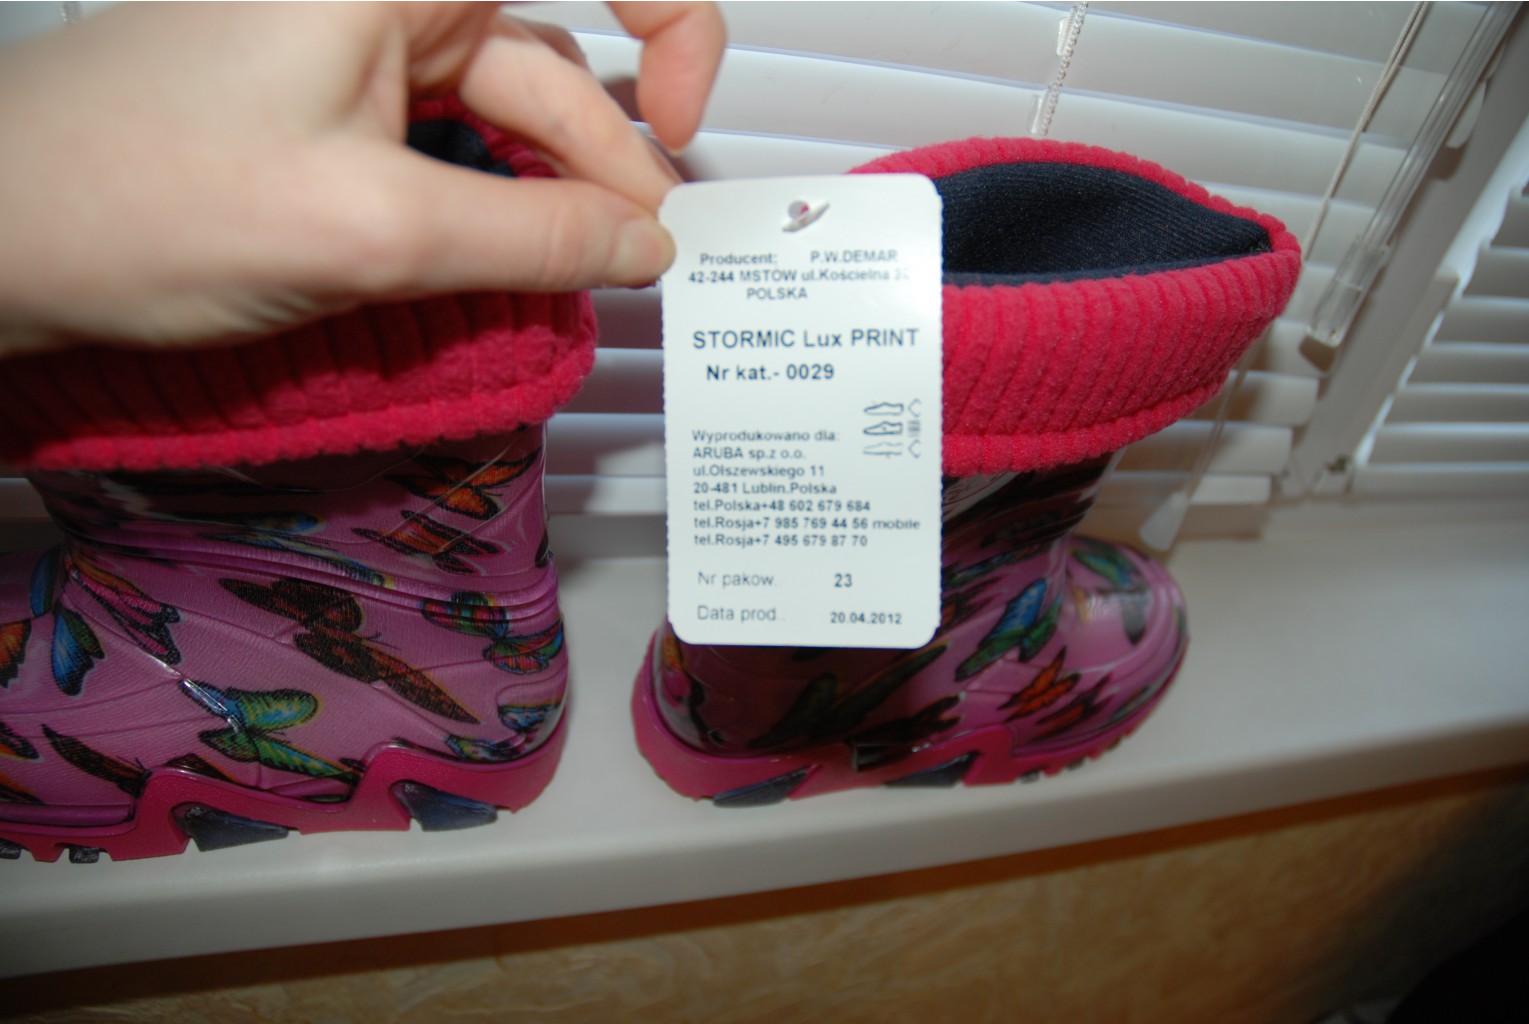 Producent: P.W.DEMAR
42-244 MSTÓW ul.Kościelna
POLSKA
STORMIC Lux PRINT
Nr kat.- 0029
Wyprodukowano dla:
ARUBA sp.z o.o.
ul.Olszewskiego 11
20-481 Lublin.Polska
tel.Polska+48 602 679 684
tel.Rosja+7 985 769 44 56 mobile
tel.Rosja+7 495 679 87 70
Nr pakow. 23
Data prod.. 20.04.2012